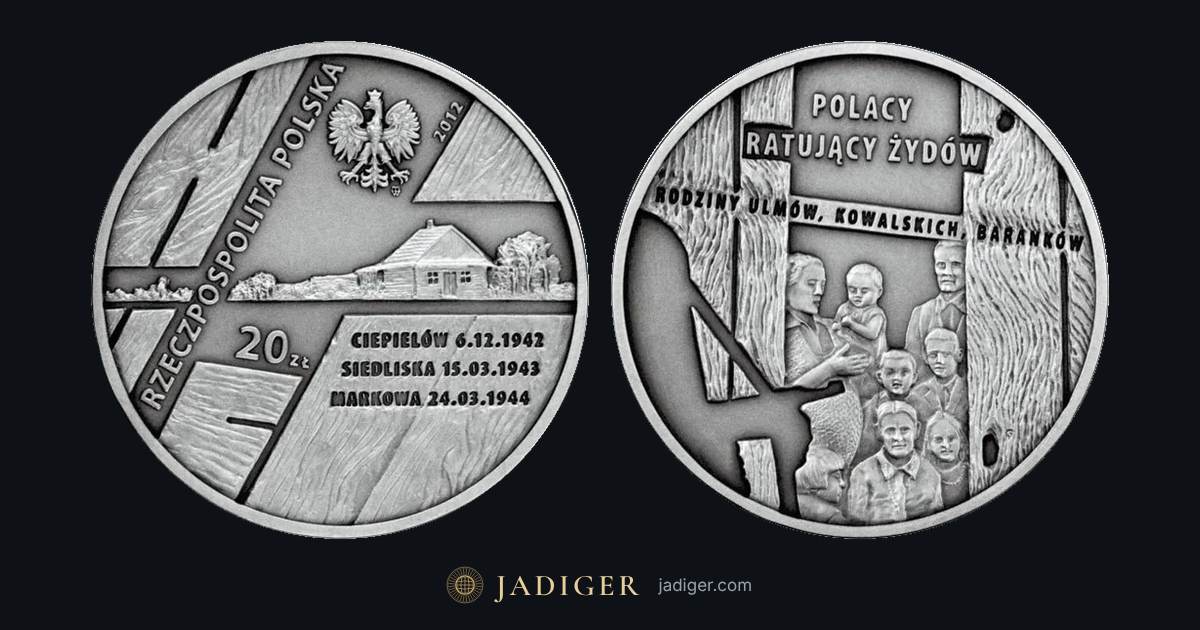 RZECZPOSPOLITA POLSKA
2012
20 ZŁ
CIEPIELÓW 6.12.1942
SIEDLISKA 15.03.1943
MARKOWA 24.03.1944
POLACY
RATUJĄCY ŻYDÓW
RODZINY ULMÓW, KOWALSKICH, BARANKÓW
JADIGER jadiger.com